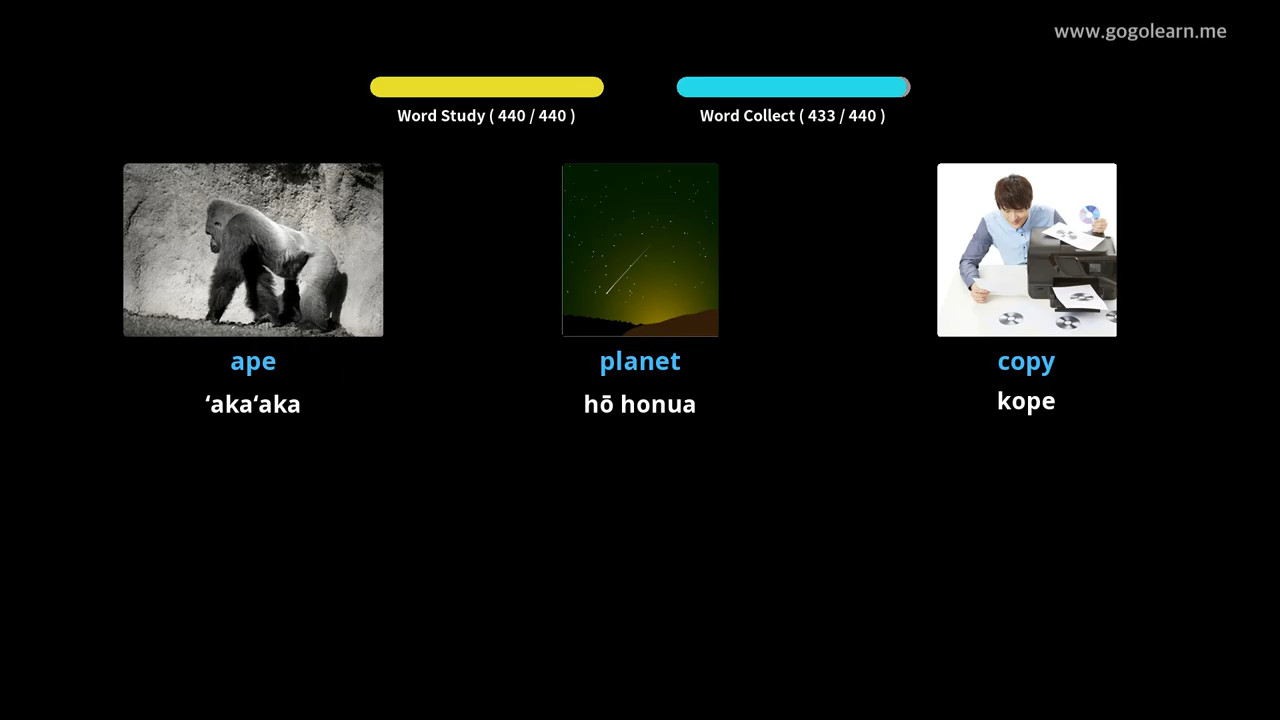 www.gogolearn.me
Word Study ( 440 / 440 )
Word Collect ( 433 / 440 )
ape
planet
copy
ʻakaʻaka
hō honua
kope